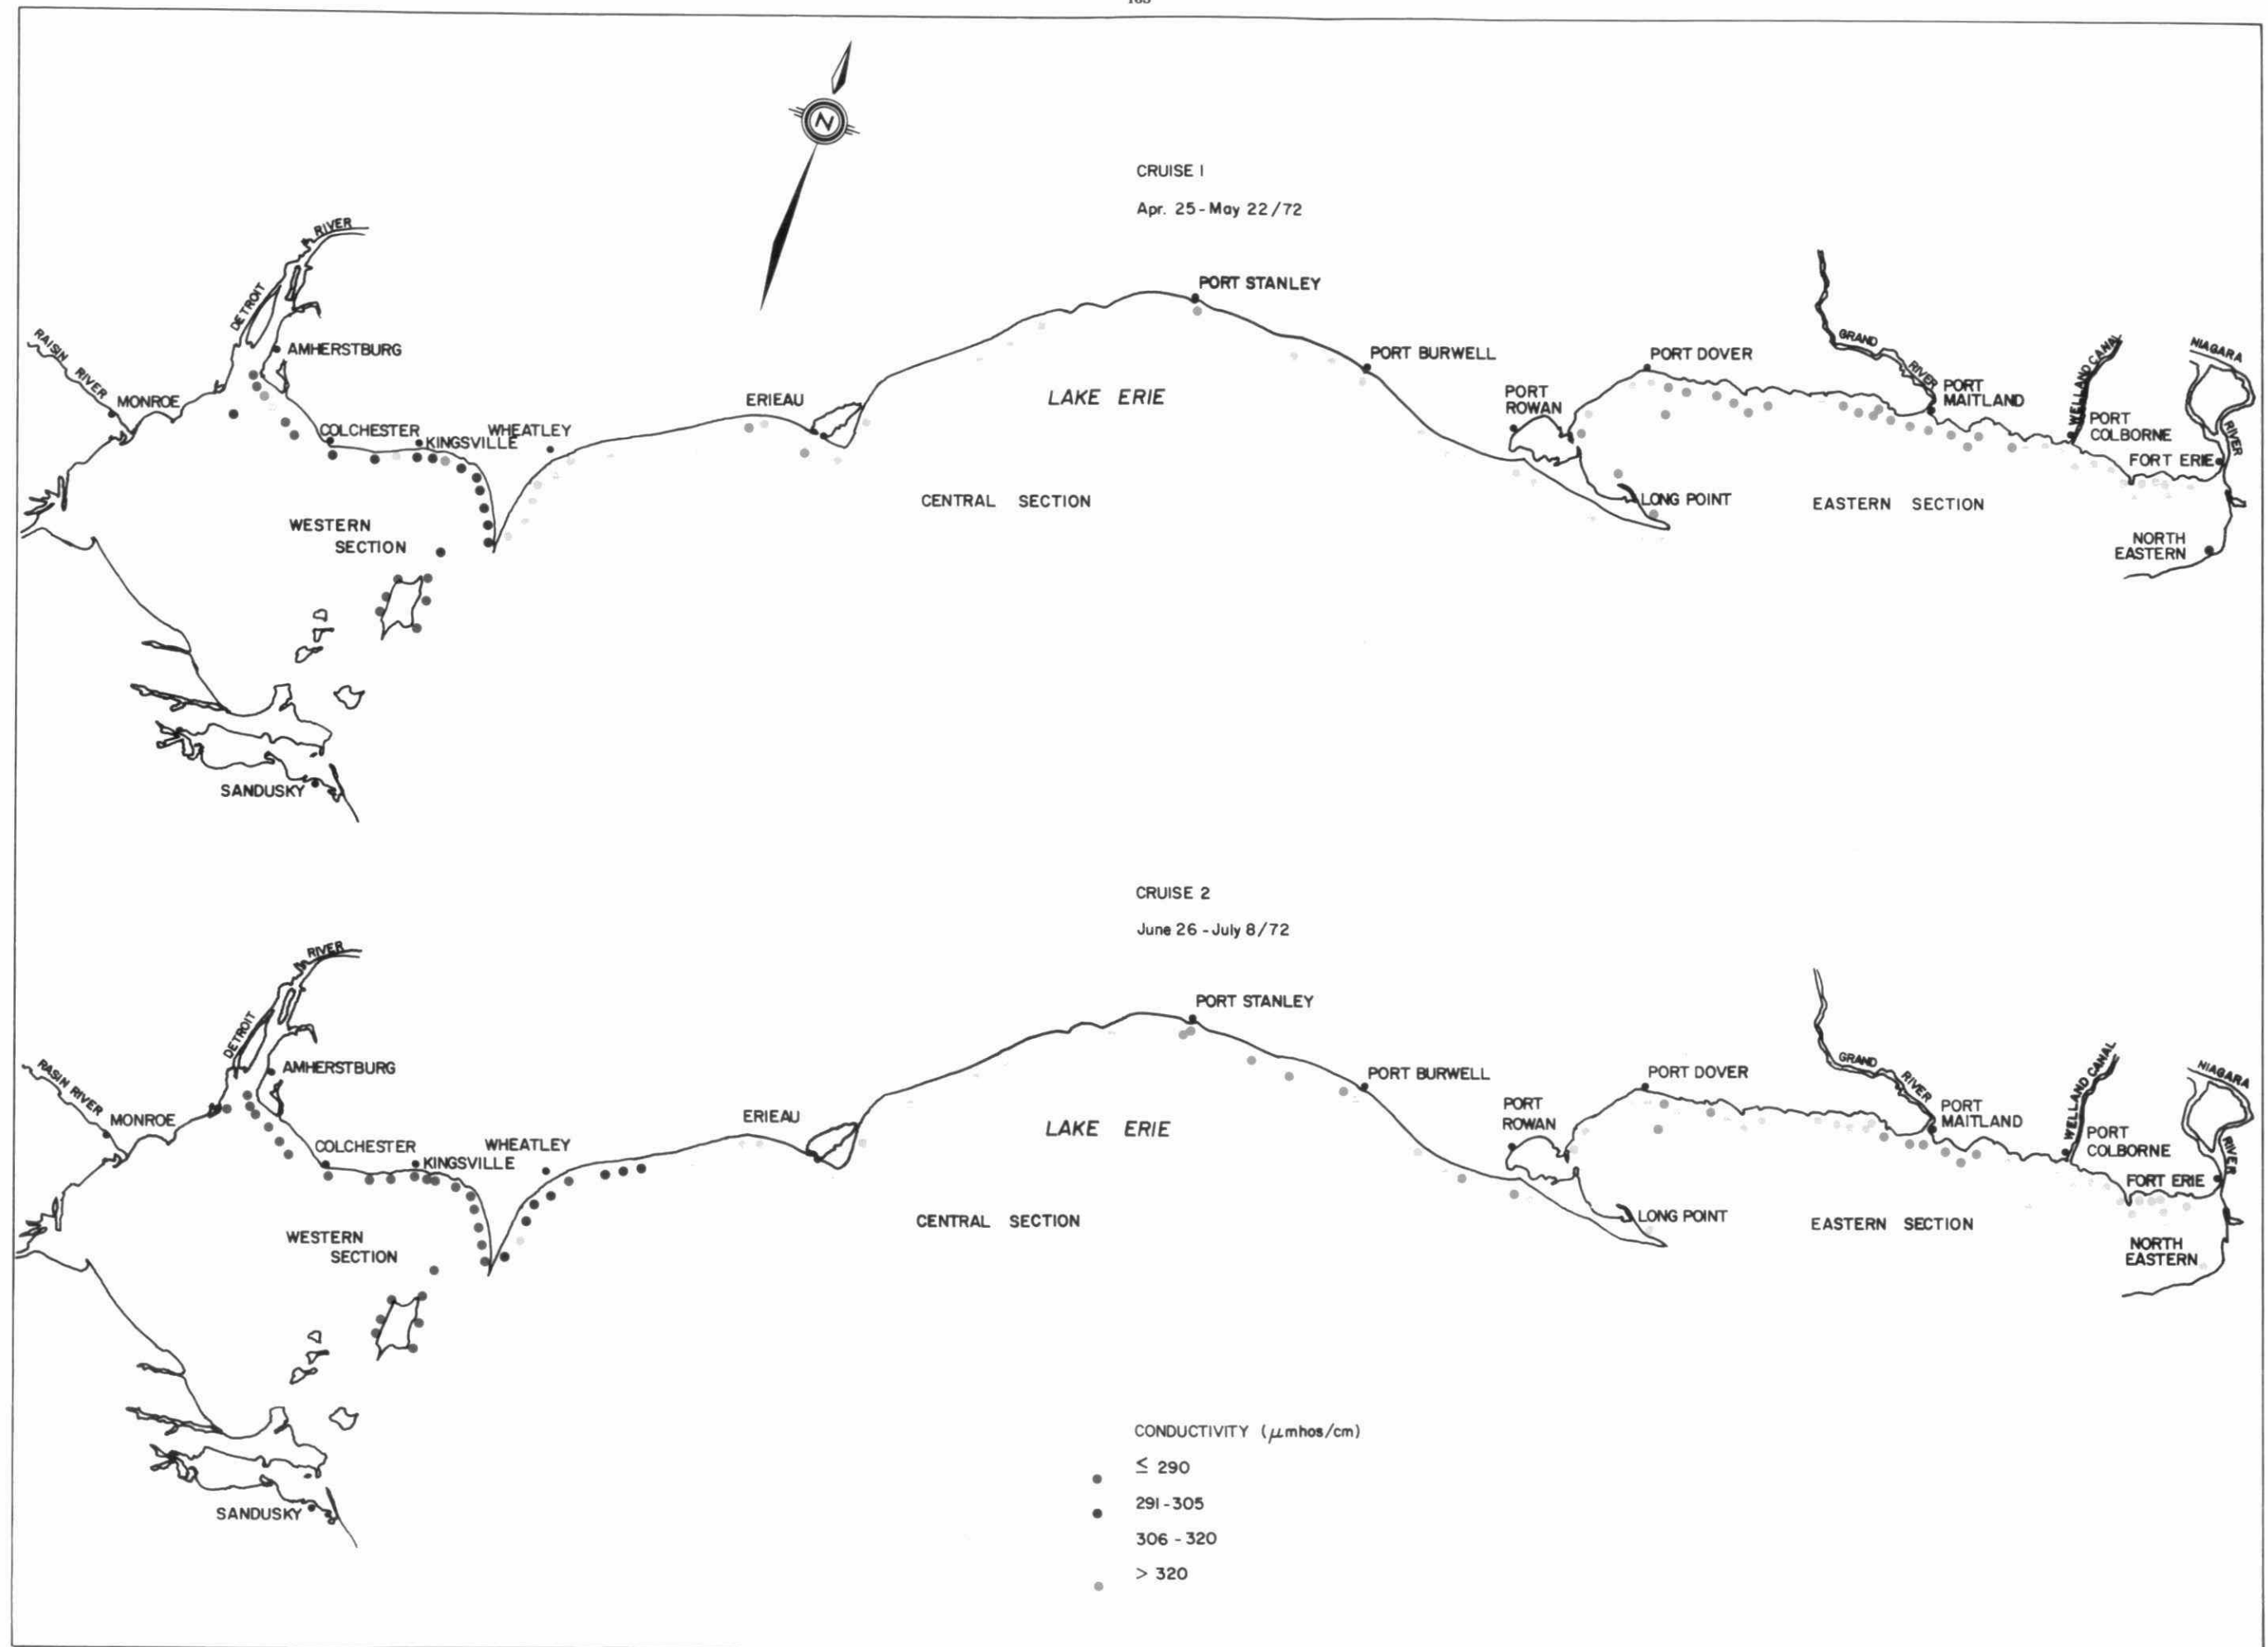 CRUISE 1
Apr. 25 - May 22/72
RIVER
DETROIT
RAISIN
RIVER
AMHERSTBURG
MONROE
COLCHESTER
KINGSVILLE
WHEATLEY
ERIEAU
PORT STANLEY
LAKE ERIE
PORT BURWELL
PORT
ROWAN
PORT DOVER
GRAND
RIVER
PORT
MAITLAND
WELLAND CANAL
PORT
COLBORNE
NIAGARA
RIVER
FORT ERIE
WESTERN
SECTION
CENTRAL SECTION
LONG POINT
EASTERN SECTION
NORTH
EASTERN
SANDUSKY
CRUISE 2
June 26 - July 8/72
RIVER
DETROIT
RASIN RIVER
AMHERSTBURG
MONROE
COLCHESTER
KINGSVILLE
WHEATLEY
ERIEAU
PORT STANLEY
LAKE ERIE
PORT BURWELL
PORT
ROWAN
PORT DOVER
GRAND
RIVER
PORT
MAITLAND
WELLAND CANAL
PORT
COLBORNE
NIAGARA
RIVER
FORT ERIE
WESTERN
SECTION
CENTRAL SECTION
LONG POINT
EASTERN SECTION
NORTH
EASTERN
SANDUSKY
CONDUCTIVITY (μmhos/cm)
≤ 290
291-305
306-320
> 320
N